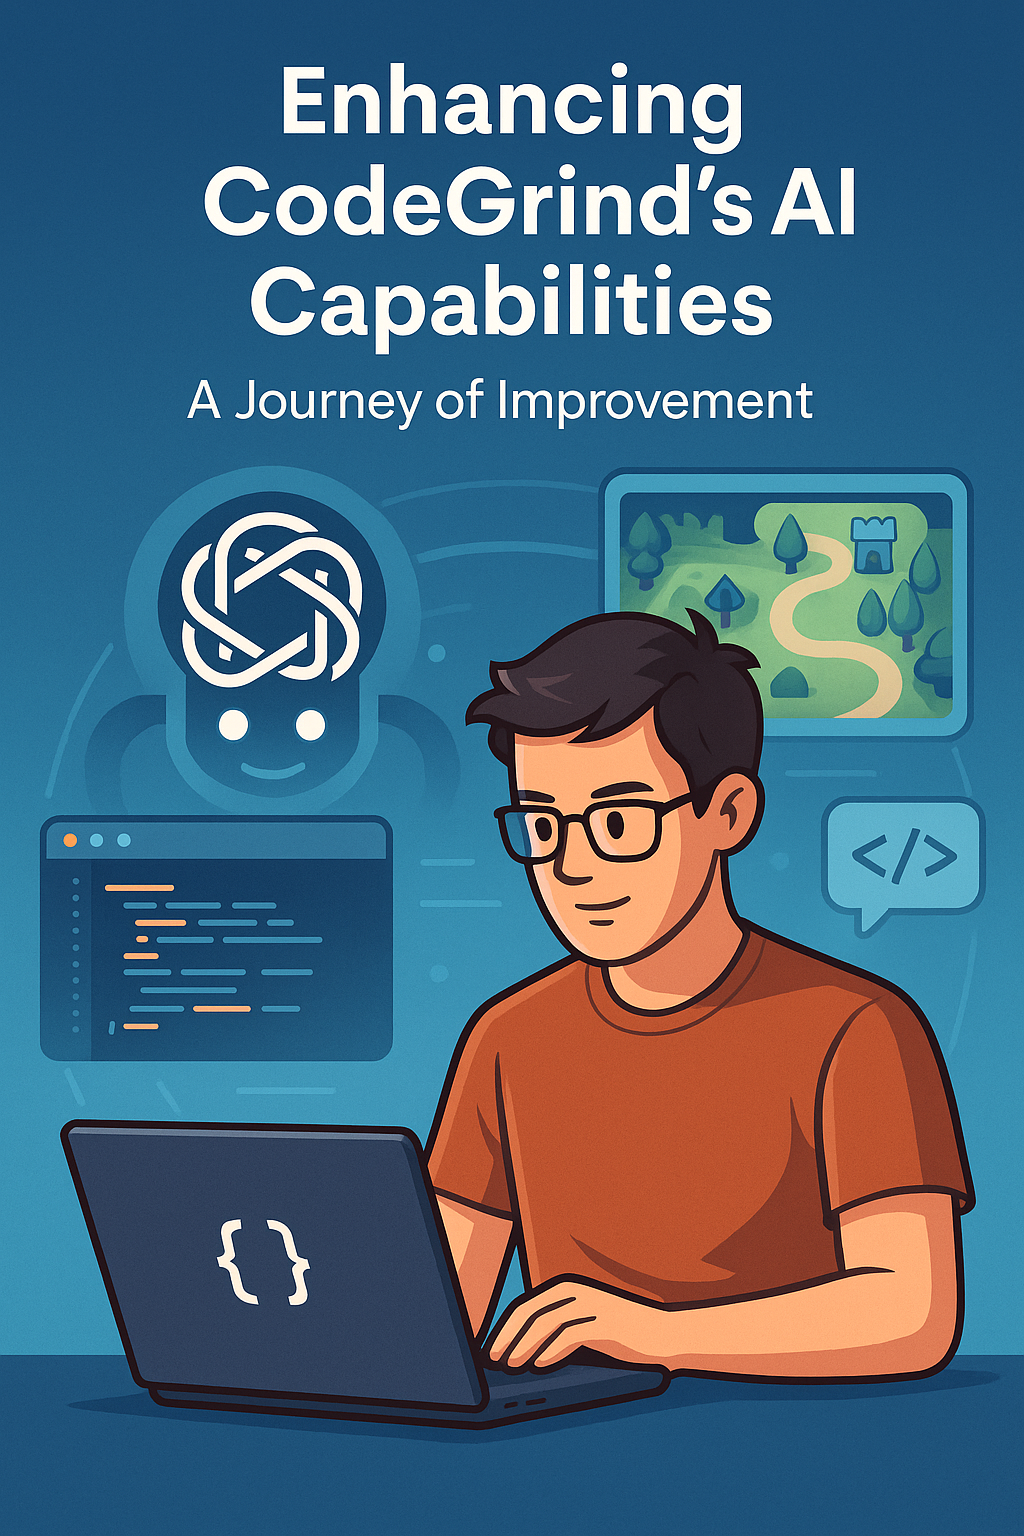 Enhancing
CodeGrind’s AI
Capabilities
A Journey of Improvement
</>
{ }